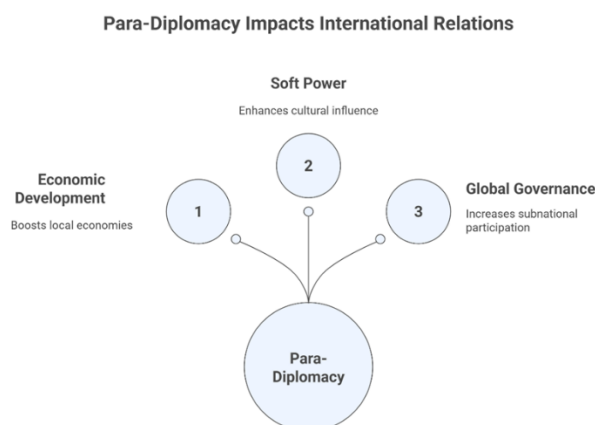 Para-Diplomacy Impacts International Relations
Soft Power
Enhances cultural influence
2
Economic
Development
Boosts local economies
1
3
Global Governance
Increases subnational
participation
Para-
Diplomacy